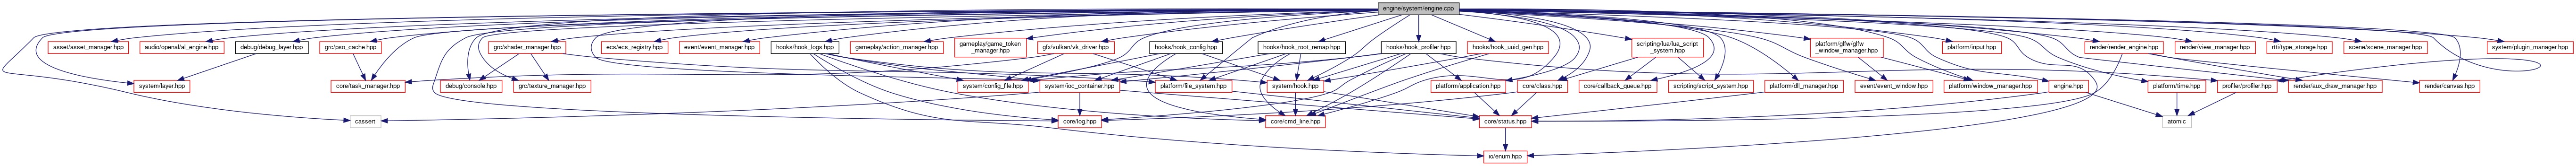 engine/system/engine.cpp
asset/asset_manager.hpp
audio/openal/al_engine.hpp
debug/debug_layer.hpp
grc/pso_cache.hpp
grc/shader_manager.hpp
ecs/ecs_registry.hpp
event/event_manager.hpp
hooks/hook_logs.hpp
gameplay/action_manager.hpp
gameplay/game_token
_manager.hpp
gfx/vulkan/vk_driver.hpp
hooks/hook_config.hpp
hooks/hook_root_remap.hpp
hooks/hook_profiler.hpp
hooks/hook_uuid_gen.hpp
scripting/lua/lua_script
_system.hpp
platform/glfw/glfw
_window_manager.hpp
platform/input.hpp
render/render_engine.hpp
render/view_manager.hpp
rtti/type_storage.hpp
scene/scene_manager.hpp
system/plugin_manager.hpp
system/layer.hpp
core/task_manager.hpp
debug/console.hpp
grc/texture_manager.hpp
system/config_file.hpp
system/ioc_container.hpp
platform/file_system.hpp
system/hook.hpp
platform/application.hpp
core/class.hpp
core/callback_queue.hpp
scripting/script_system.hpp
platform/dll_manager.hpp
event/event_window.hpp
platform/window_manager.hpp
engine.hpp
platform/time.hpp
profiler/profiler.hpp
render/aux_draw_manager.hpp
render/canvas.hpp
cassert
core/log.hpp
core/cmd_line.hpp
core/status.hpp
atomic
io/enum.hpp